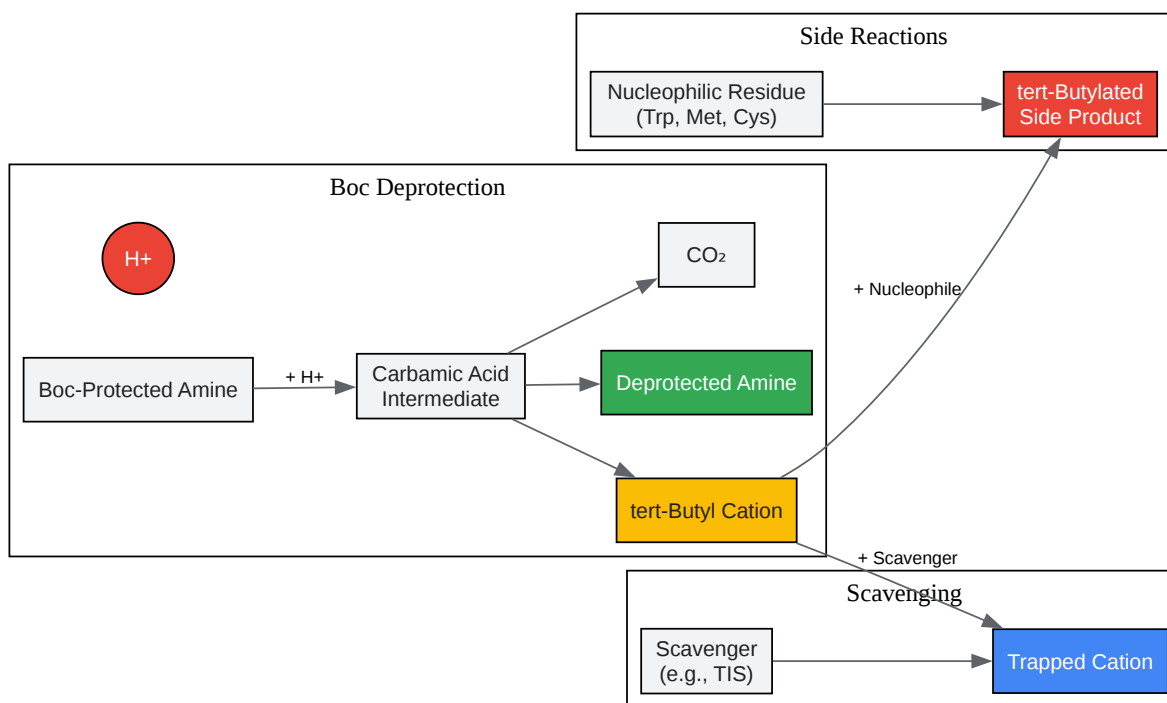 Side Reactions
Nucleophilic Residue
(Trp, Met, Cys)
tert-Butylated
Side Product
Boc Deprotection
H+
CO₂
+ Nucleophile
Boc-Protected Amine
+ H+
Carbamic Acid
Intermediate
Deprotected Amine
tert-Butyl Cation
+ Scavenger
Scavenging
Scavenger
(e.g., TIS)
Trapped Cation